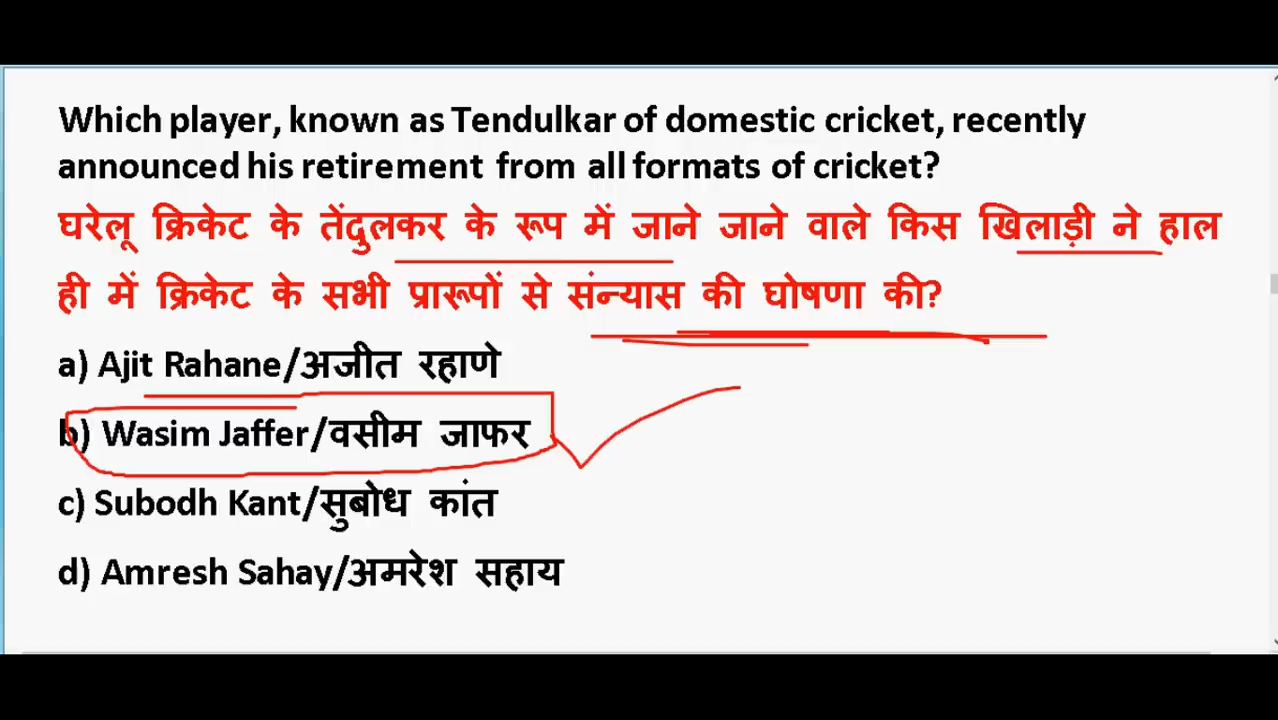 Which player, known as Tendulkar of domestic cricket, recently
announced his retirement from all formats of cricket?
घरेलू क्रिकेट के तेंदुलकर के रूप में जाने जाने वाले किस खिलाड़ी ने हाल
ही में क्रिकेट के सभी प्रारूपों से संन्यास की घोषणा की?
a) Ajit Rahane/अजीत रहाणे
b) Wasim Jaffer/वसीम जाफर
c) Subodh Kant/सुबोध कांत
d) Amresh Sahay/अमरेश सहाय